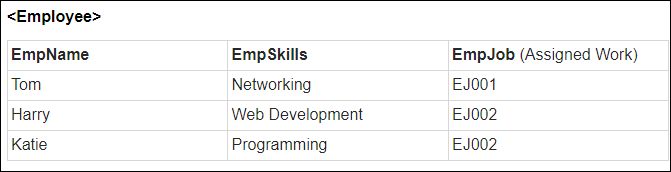 <Employee>
EmpName EmpSkills EmpJob (Assigned Work)
Tom Networking EJ001
Harry Web Development EJ002
Katie Programming EJ002